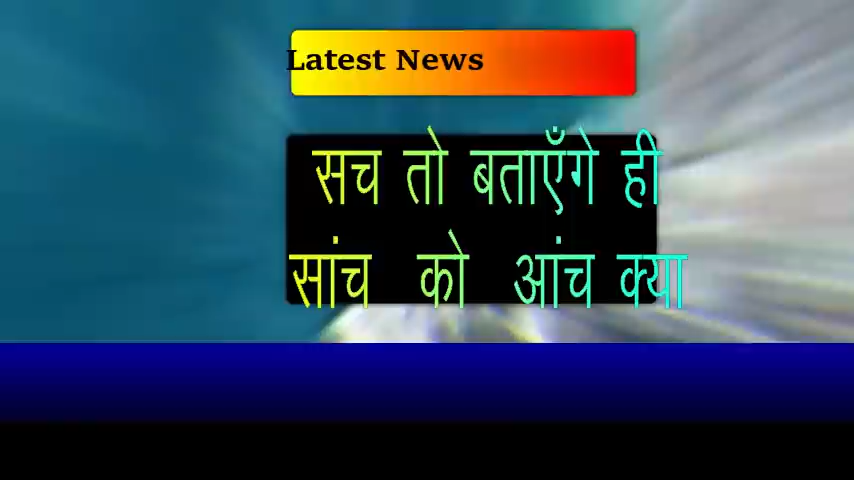 Latest News
सच तो बताएँगे ही
सांच को आंच क्या